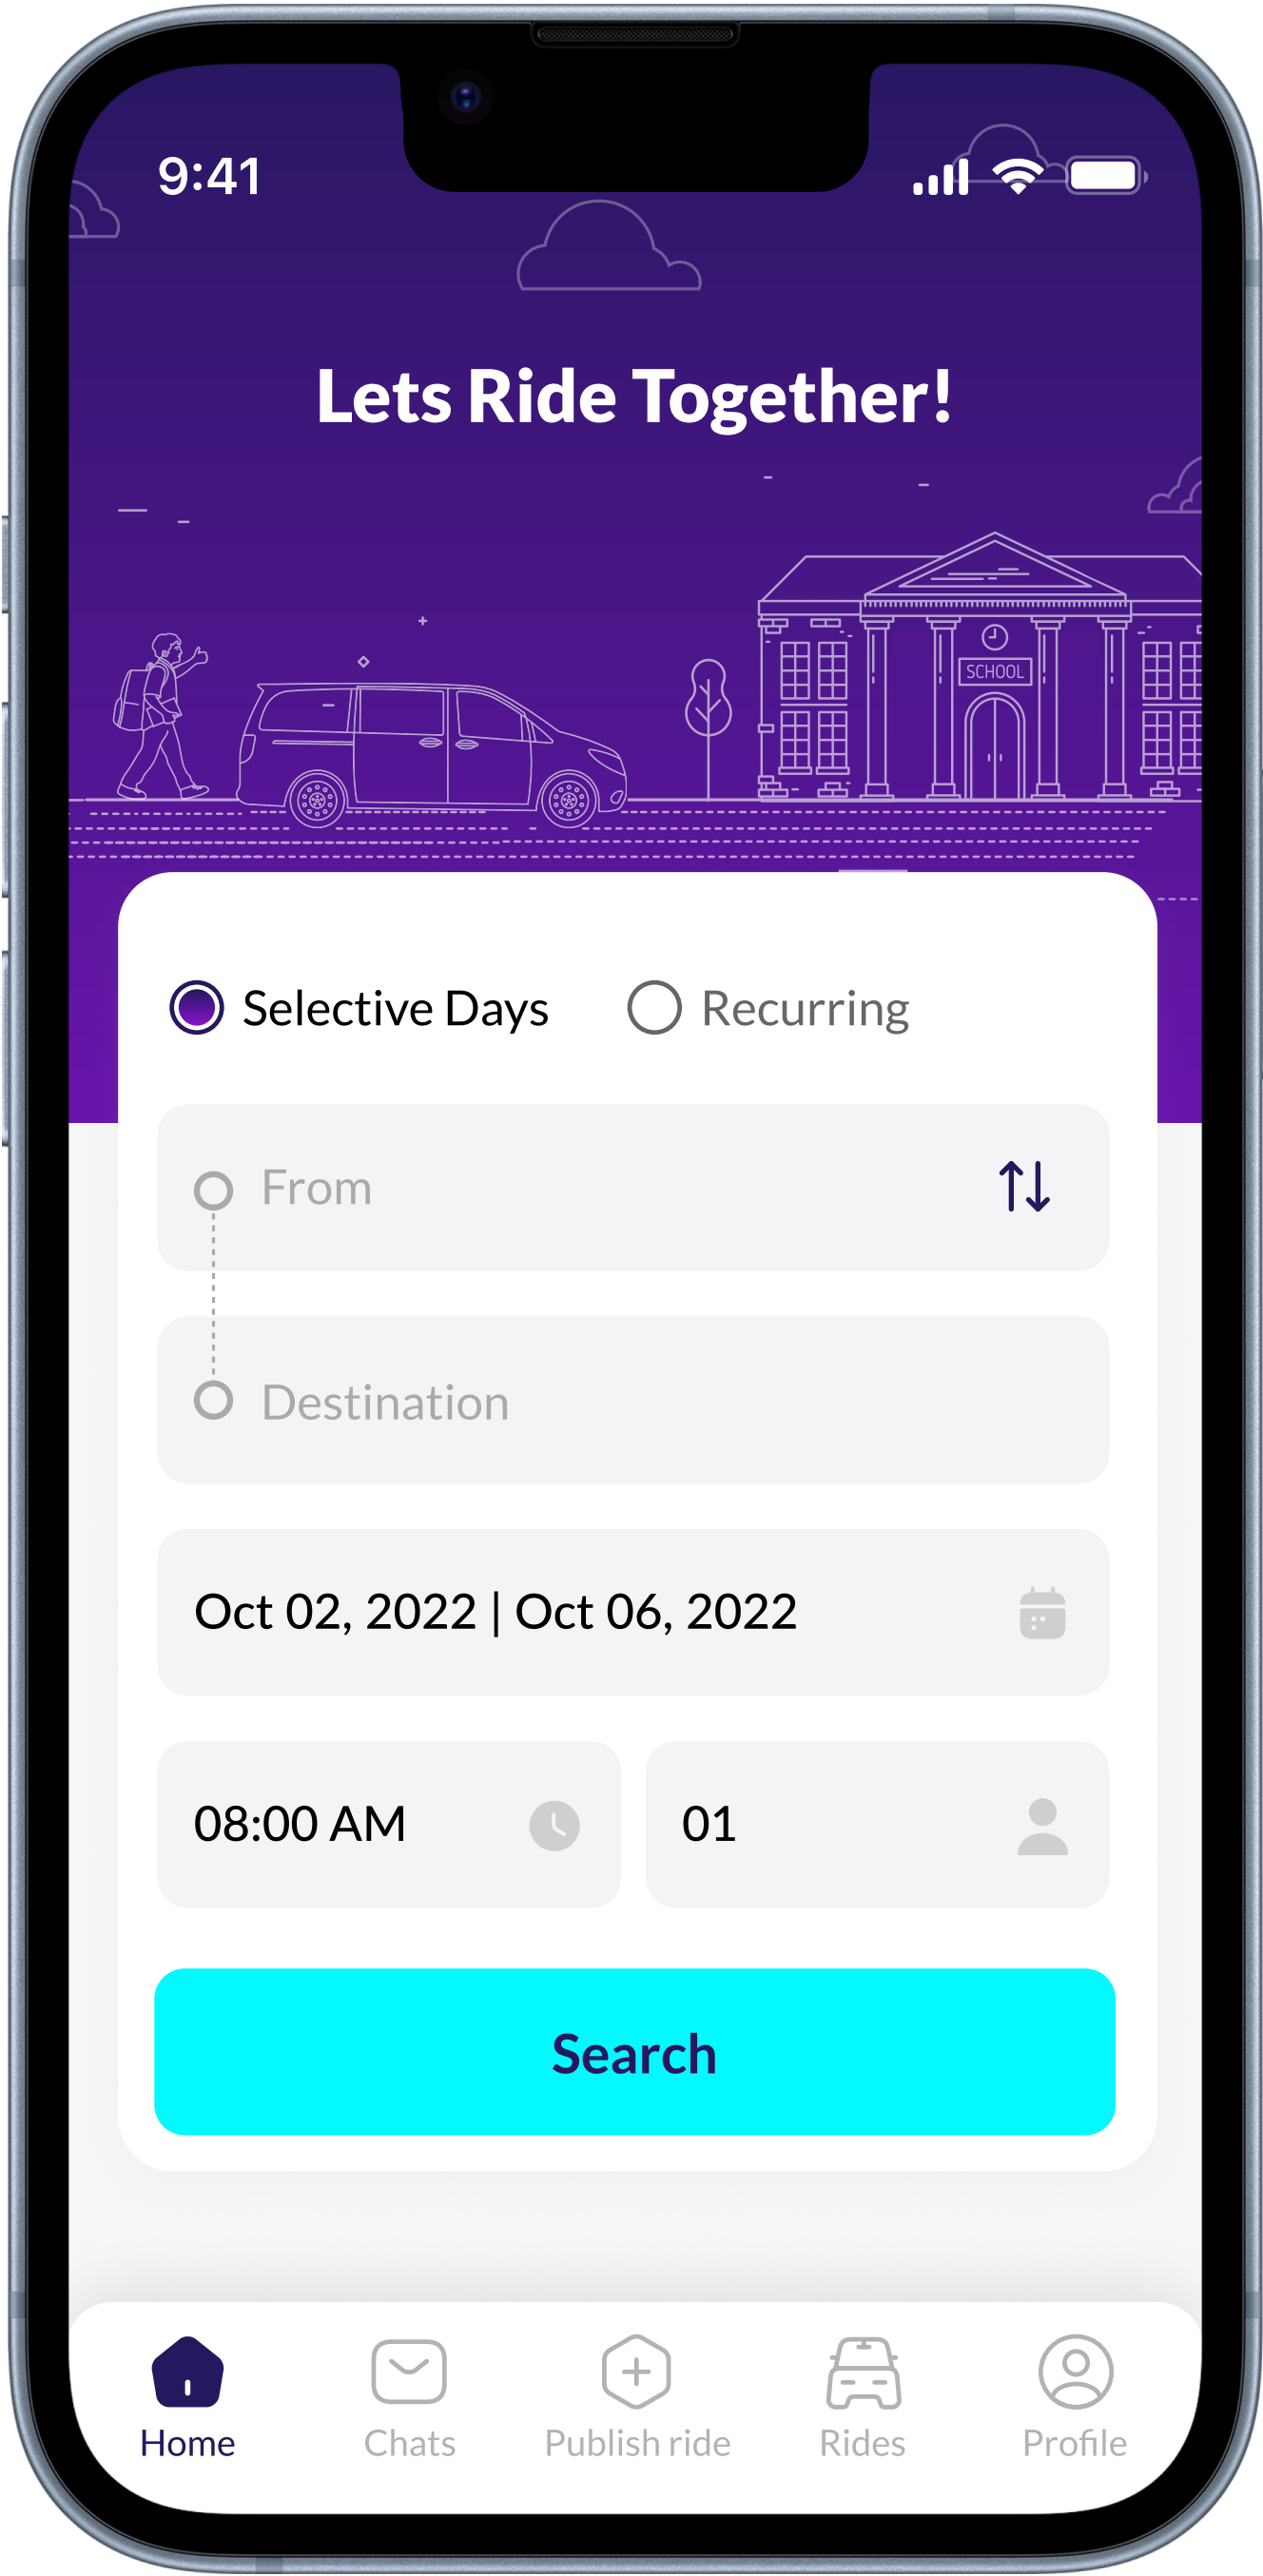 9:41
Lets Ride Together!
SCHOOL
Selective Days
Recurring
From
Destination
Oct 02, 2022 | Oct 06, 2022
08:00 AM
01
Search
Home
Chats
Publish ride
Rides
Profile